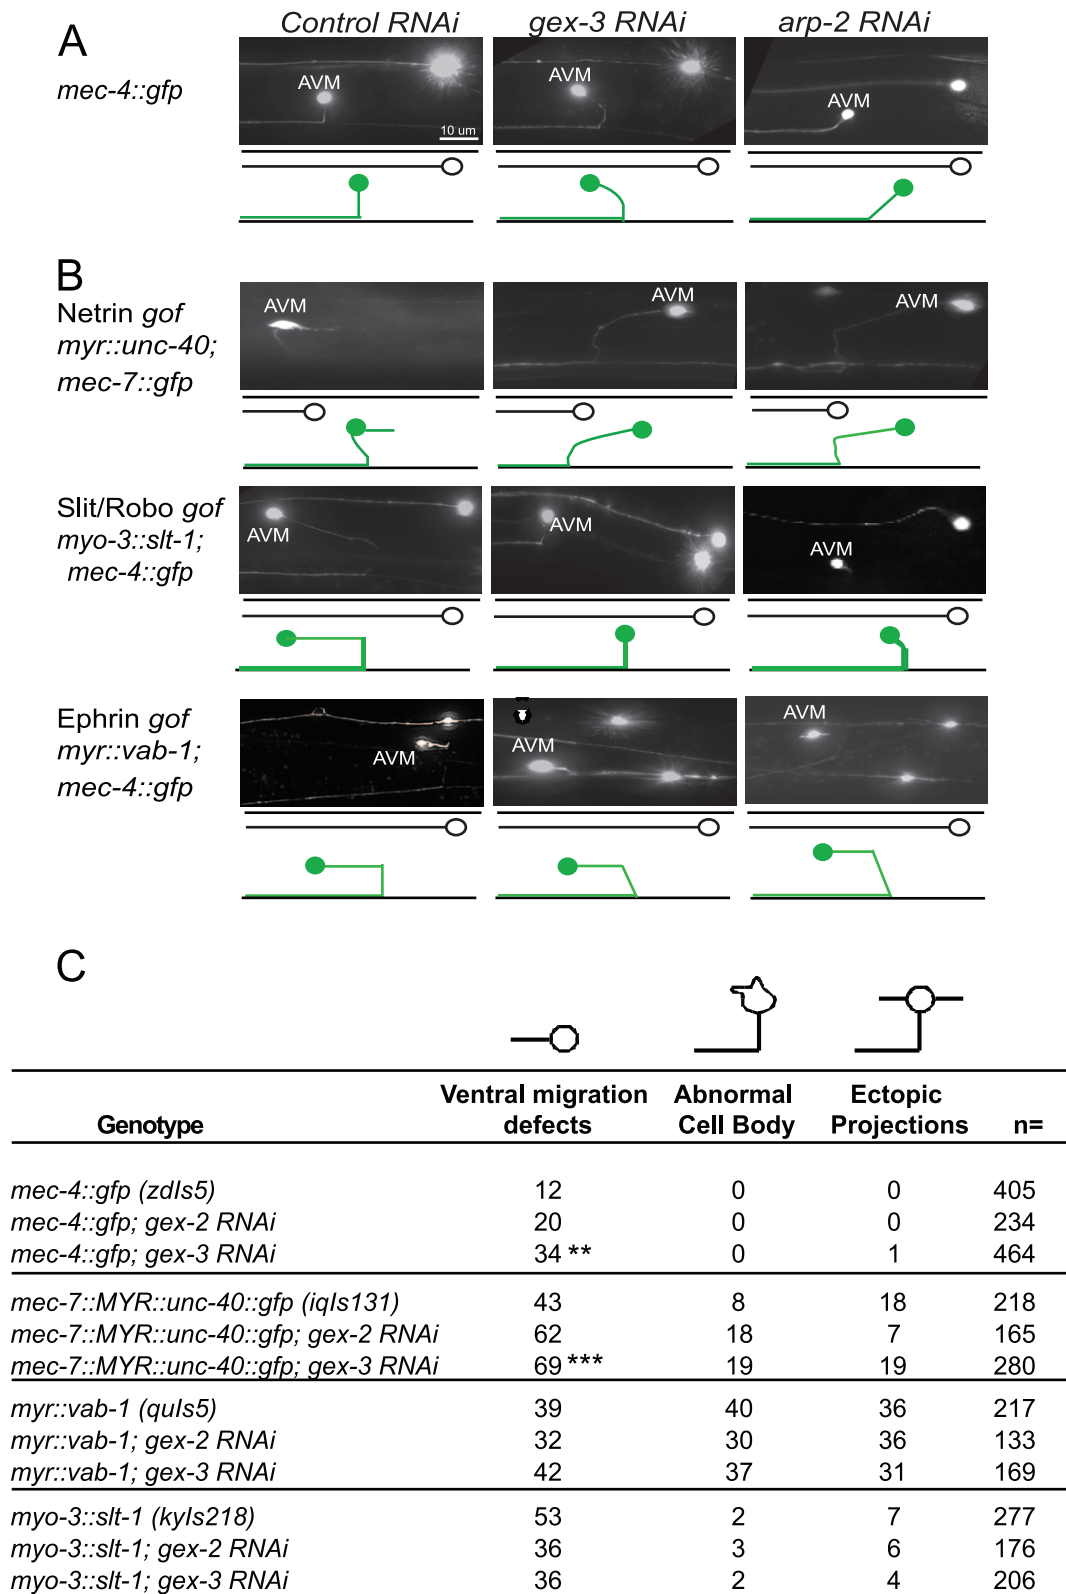 A
Control RNAi
gex-3 RNAi
arp-2 RNAi
mec-4::gfp
AVM
AVM
AVM
10 um
B
Netrin gof
myr::unc-40;
mec-7::gfp
AVM
AVM
AVM
Slit/Robo gof
myo-3::slt-1;
mec-4::gfp
AVM
AVM
AVM
Ephrin gof
myr::vab-1;
mec-4::gfp
AVM
AVM
AVM
C
Genotype Ventral migration defects Abnormal Cell Body Ectopic Projections n=
mec-4::gfp (zdIs5) 12 0 0 405
mec-4::gfp; gex-2 RNAi 20 0 0 234
mec-4::gfp; gex-3 RNAi 34 ** 0 1 464
mec-7::MYR::unc-40::gfp (iqIs131) 43 8 18 218
mec-7::MYR::unc-40::gfp; gex-2 RNAi 62 18 7 165
mec-7::MYR::unc-40::gfp; gex-3 RNAi 69 *** 19 19 280
myr::vab-1 (quIs5) 39 40 36 217
myr::vab-1; gex-2 RNAi 32 30 36 133
myr::vab-1; gex-3 RNAi 42 37 31 169
myo-3::slt-1 (kyIs218) 53 2 7 277
myo-3::slt-1; gex-2 RNAi 36 3 6 176
myo-3::slt-1; gex-3 RNAi 36 2 4 206